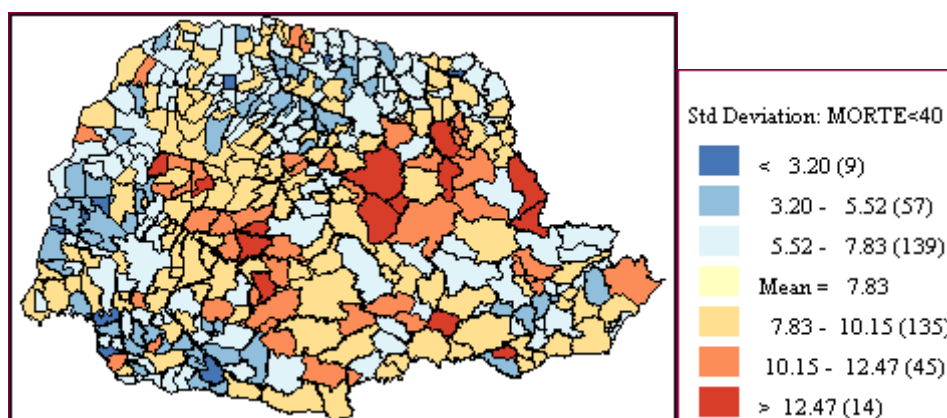 Std Deviation: MORTE<40
< 3.20 (9)
3.20 - 5.52 (57)
5.52 - 7.83 (139)
Mean = 7.83
7.83 - 10.15 (135)
10.15 - 12.47 (45)
> 12.47 (14)